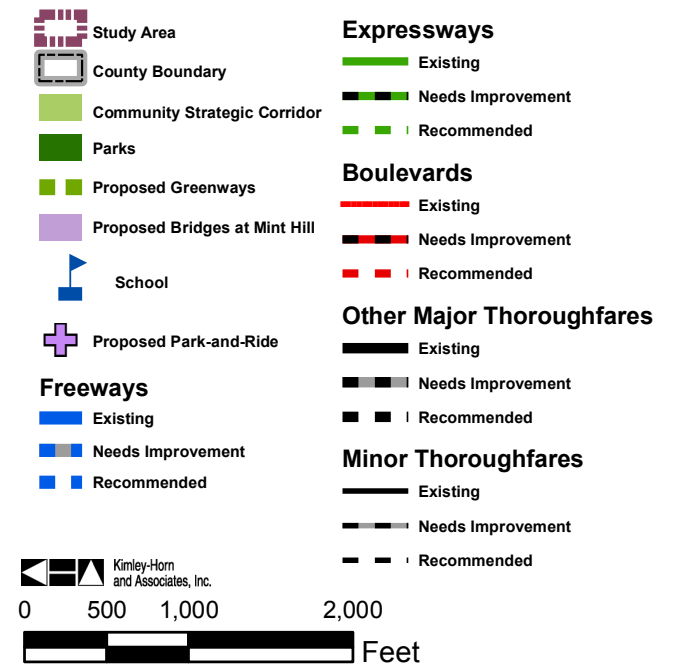 Study Area
County Boundary
Community Strategic Corridor
Parks
Proposed Greenways
Proposed Bridges at Mint Hill
School
Proposed Park-and-Ride
Freeways
Existing
Needs Improvement
Recommended
Expressways
Existing
Needs Improvement
Recommended
Boulevards
Existing
Needs Improvement
Recommended
Other Major Thoroughfares
Existing
Needs Improvement
Recommended
Minor Thoroughfares
Existing
Needs Improvement
Recommended
Kimley-Horn
and Associates, Inc.
0 500 1,000 2,000
Feet